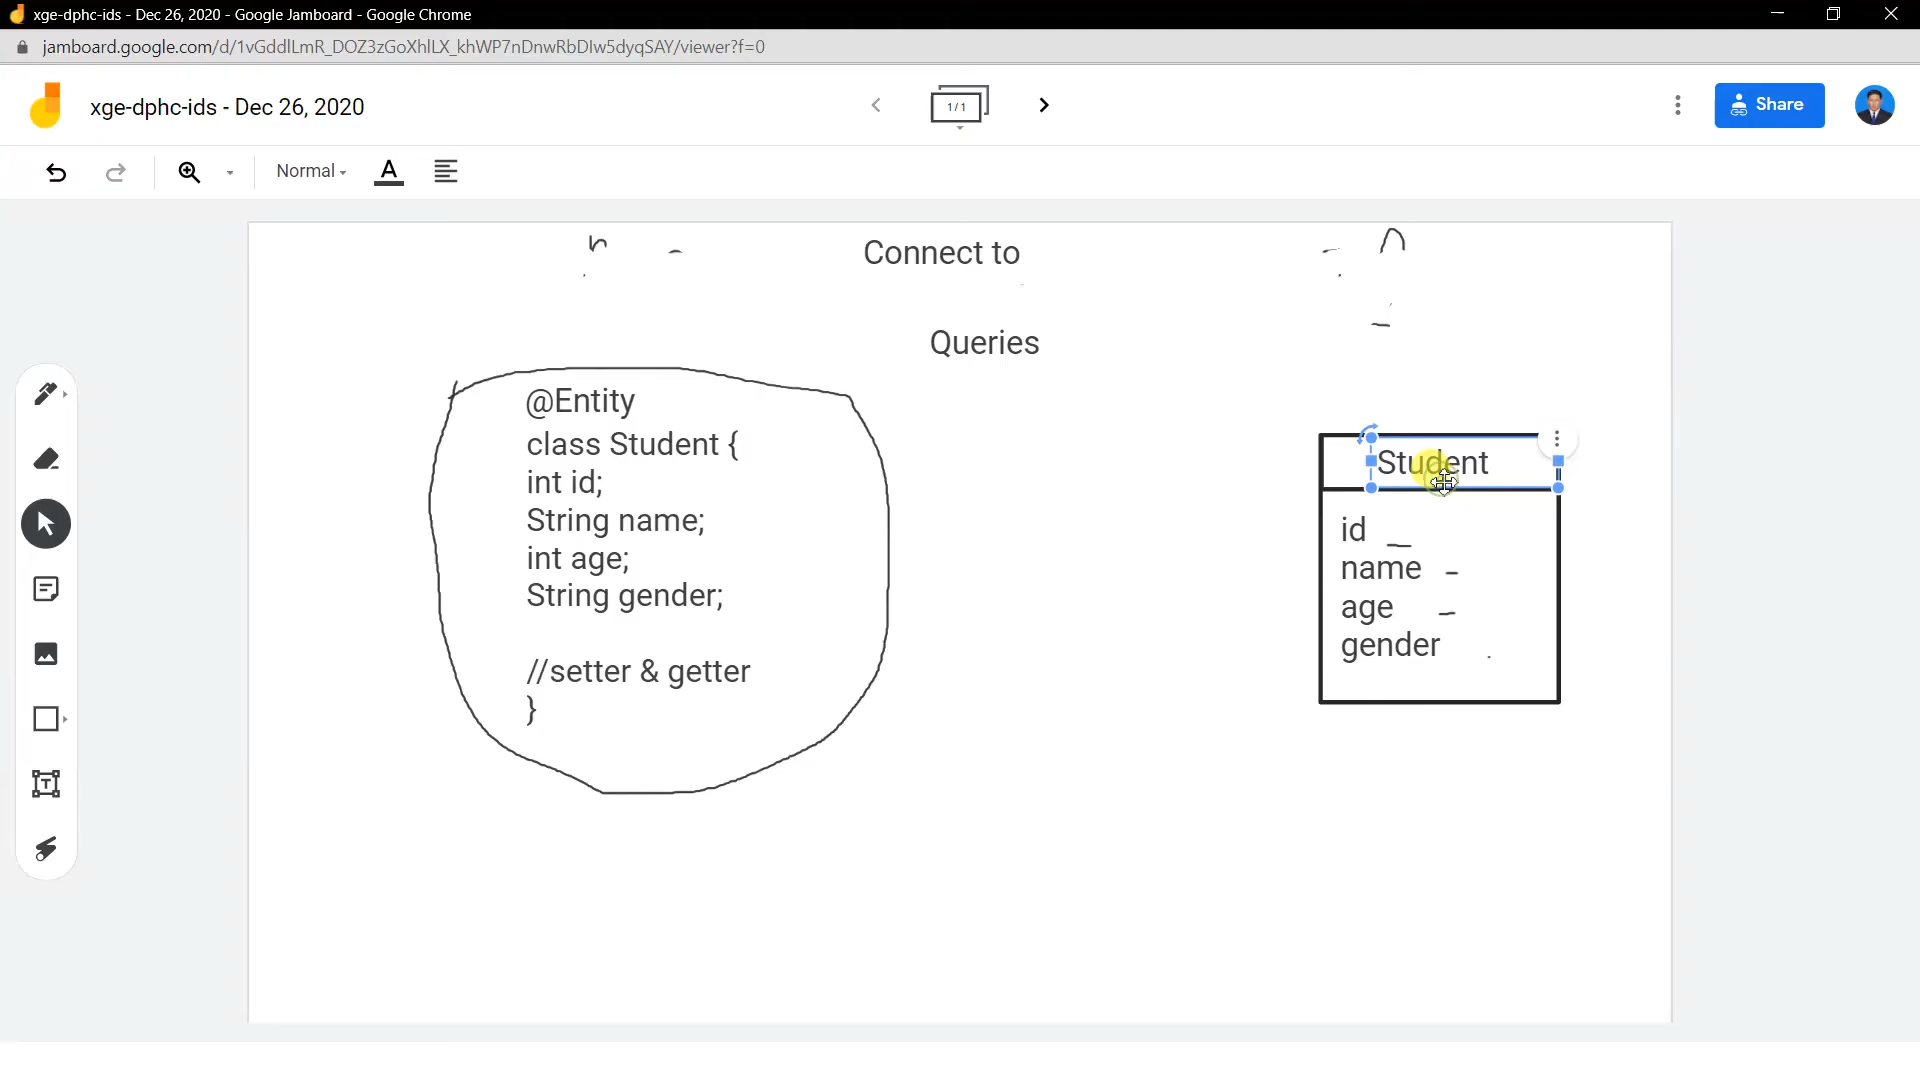 xge-dphc-ids - Dec 26, 2020 - Google Jamboard - Google Chrome
jamboard.google.com/d/1vGddlLmR_DOZ3zGoXhlLX_khWP7nDnwRbDlw5dyqSAY/viewer?f=0
xge-dphc-ids - Dec 26, 2020
1/1
Share
Normal
A
Connect to
Queries
@Entity
class Student {
int id;
String name;
int age;
String gender;
//setter & getter
}
Student
id
name
age
gender